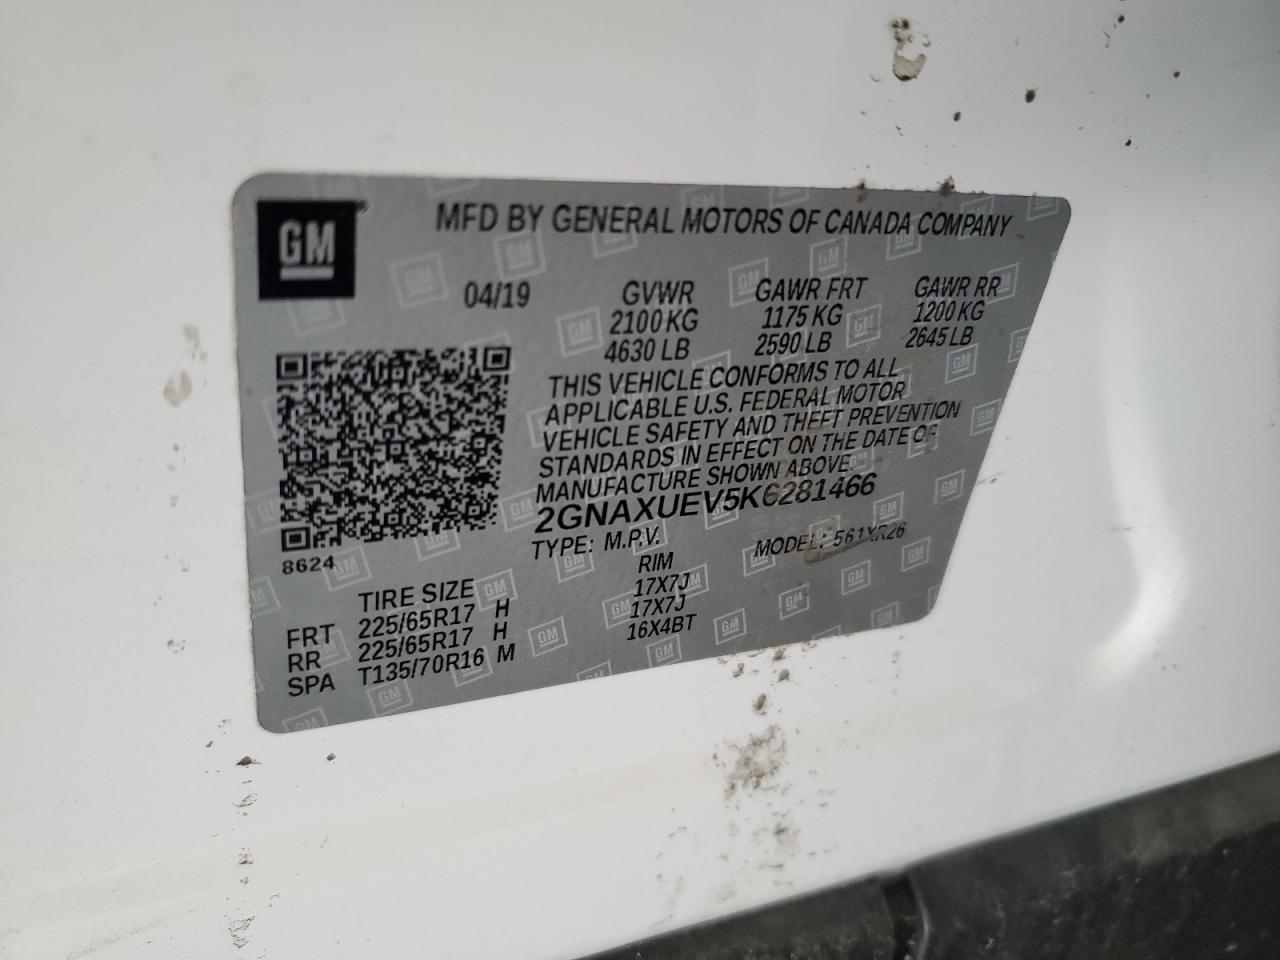 GM ®
MFD BY GENERAL MOTORS OF CANADA COMPANY
04/19 GVWR GAWR FRT GAWR RR
2100 KG 1175 KG 1200 KG
4630 LB 2590 LB 2645 LB
THIS VEHICLE CONFORMS TO ALL
APPLICABLE U.S. FEDERAL MOTOR
VEHICLE SAFETY AND THEFT PREVENTION
STANDARDS IN EFFECT ON THE DATE OF
MANUFACTURE SHOWN ABOVE.
2GNAXUEV5K6281466
TYPE: M.P.V. MODEL: 561XR26
8624
TIRE SIZE RIM
FRT 225/65R17 H 17X7J
RR 225/65R17 H 17X7J
SPA T135/70R16 M 16X4BT